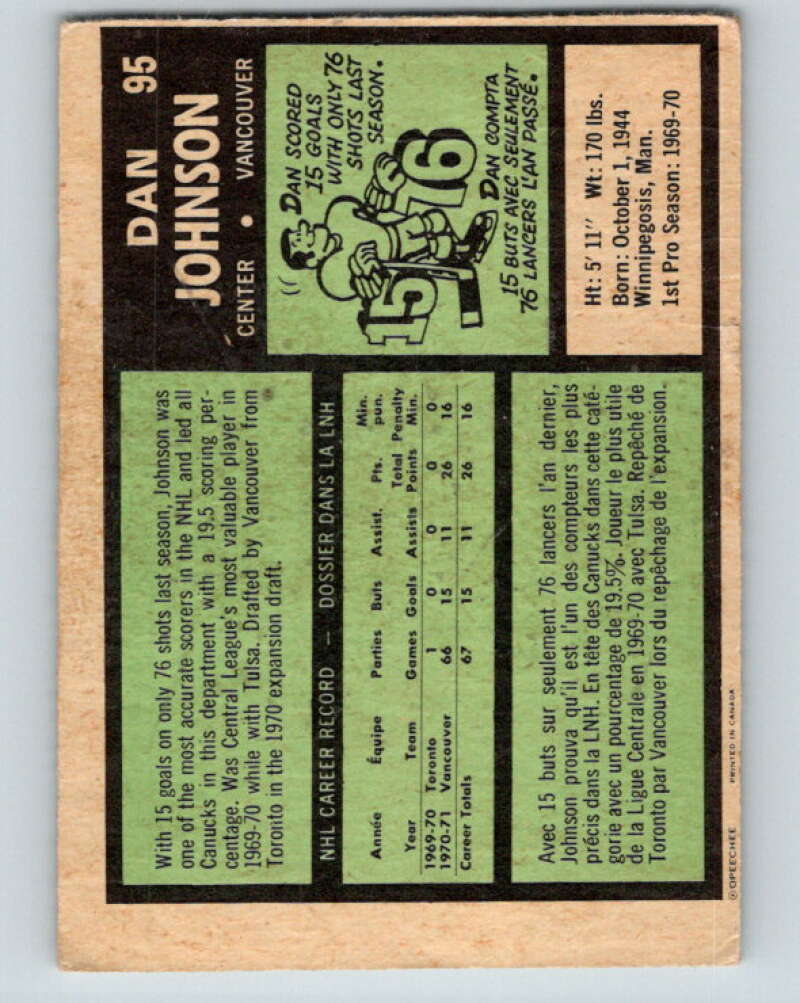 DAN 95
JOHNSON
CENTER • VANCOUVER
DAN SCORED
15 GOALS
WITH ONLY 76
SHOTS LAST
SEASON.
15
76
DAN COMPTA
15 BUTS AVEC SEULEMENT
76 LANCERS L'AN PASSÉ.
Ht: 5' 11" Wt: 170 lbs.
Born: October 1, 1944
Winnipegosis, Man.
1st Pro Season: 1969-70
With 15 goals on only 76 shots last season, Johnson was
one of the most accurate scorers in the NHL and led all
Canucks in this department with a 19.5 scoring per-
centage. Was Central League's most valuable player in
1969-70 while with Tulsa. Drafted by Vancouver from
Toronto in the 1970 expansion draft.
NHL CAREER RECORD — DOSSIER DANS LA LNH
Année Équipe Parties Buts Assist. Pts. Min. pun.
Year Team Games Goals Assists Total Points Penalty Min.
1969-70 Toronto 1 0 0 0 0
1970-71 Vancouver 66 15 11 26 16
Career Totals 67 15 11 26 16
Avec 15 buts sur seulement 76 lancers l'an dernier,
Johnson prouva qu'il est l'un des compteurs les plus
précis dans la LNH. En tête des Canucks dans cette caté-
gorie avec un pourcentage de 19.5%. Joueur le plus utile
de la Ligue Centrale en 1969-70 avec Tulsa. Repêché de
Toronto par Vancouver lors du repêchage de l'expansion.
© OPEECHEE PRINTED IN CANADA